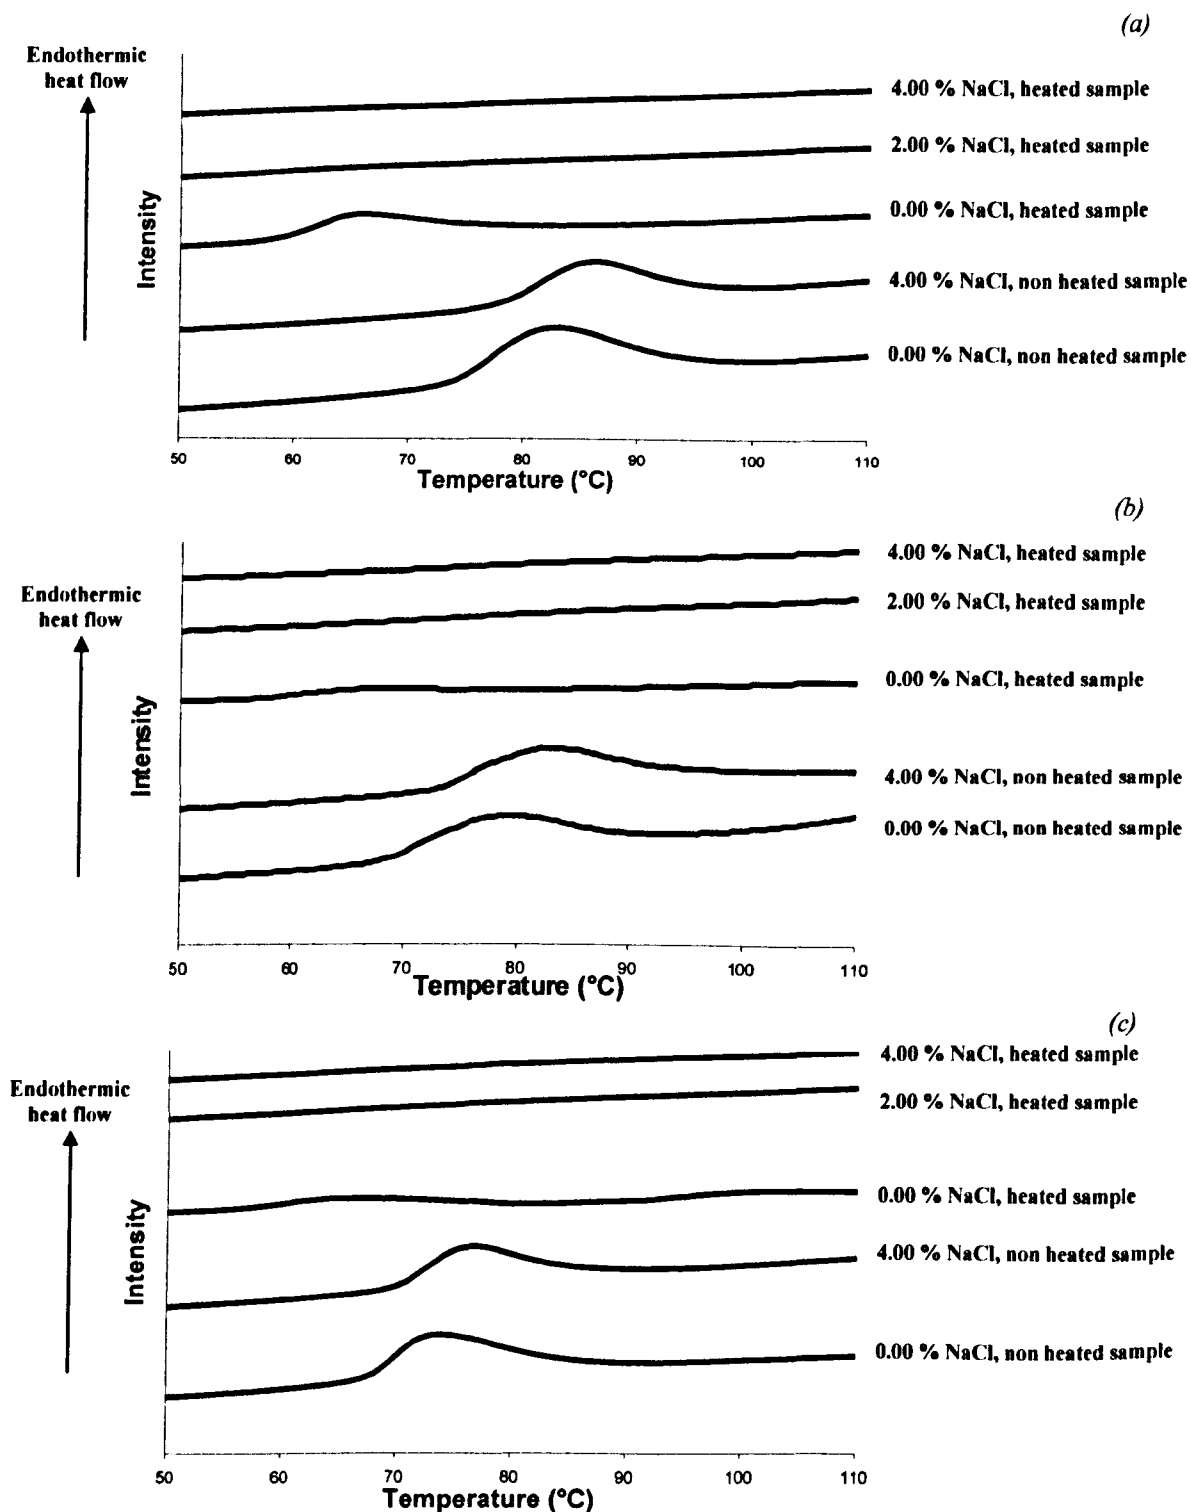 (a)
Endothermic
heat flow
Intensity
4.00 % NaCl, heated sample
2.00 % NaCl, heated sample
0.00 % NaCl, heated sample
4.00 % NaCl, non heated sample
0.00 % NaCl, non heated sample
50 60 70 80 90 100 110
Temperature (°C)
(b)
Endothermic
heat flow
Intensity
4.00 % NaCl, heated sample
2.00 % NaCl, heated sample
0.00 % NaCl, heated sample
4.00 % NaCl, non heated sample
0.00 % NaCl, non heated sample
50 60 70 80 90 100 110
Temperature (°C)
(c)
Endothermic
heat flow
Intensity
4.00 % NaCl, heated sample
2.00 % NaCl, heated sample
0.00 % NaCl, heated sample
4.00 % NaCl, non heated sample
0.00 % NaCl, non heated sample
50 60 70 80 90 100 110
Temperature (°C)